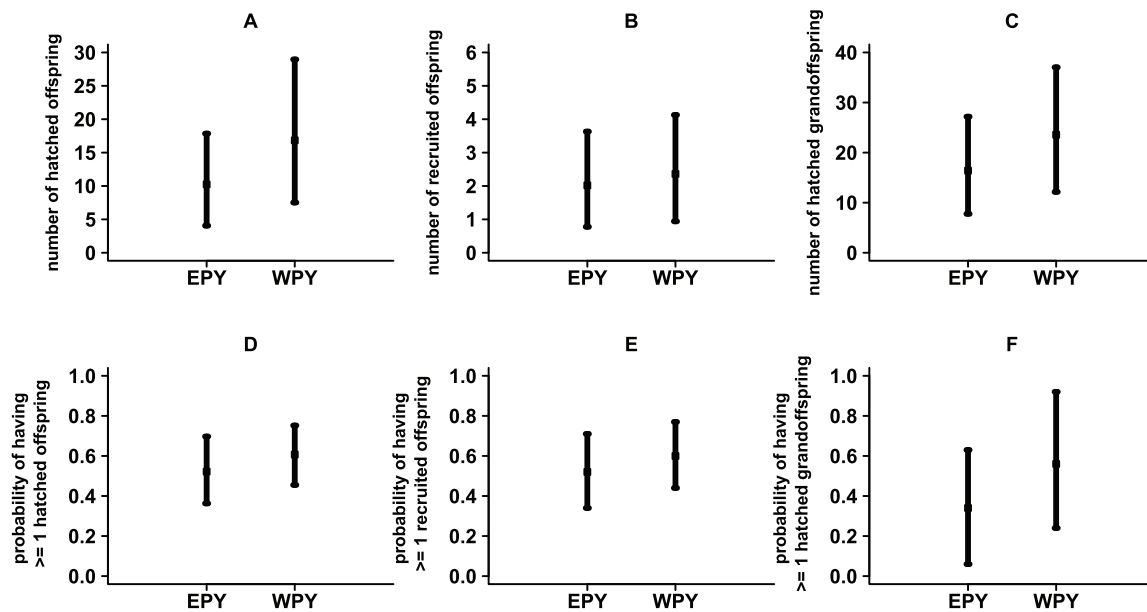 A
number of hatched offspring
30
25
20
15
10
5
0
EPY WPY
B
number of recruited offspring
6
5
4
3
2
1
0
EPY WPY
C
number of hatched grandoffspring
40
30
20
10
0
EPY WPY
D
probability of having
>= 1 hatched offspring
1.0
0.8
0.6
0.4
0.2
0.0
EPY WPY
E
probability of having
>= 1 recruited offspring
1.0
0.8
0.6
0.4
0.2
0.0
EPY WPY
F
probability of having
>= 1 hatched grandoffspring
1.0
0.8
0.6
0.4
0.2
0.0
EPY WPY